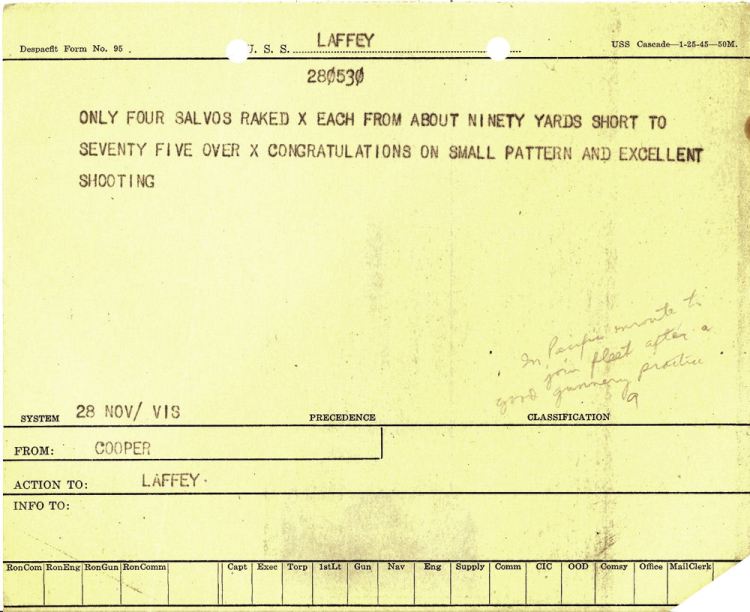 Despacfit Form No. 95 . U. S. S. LAFFEY USS Cascade—1-25-45—50M.
28Ø53Ø
ONLY FOUR SALVOS RAKED X EACH FROM ABOUT NINETY YARDS SHORT TO
SEVENTY FIVE OVER X CONGRATULATIONS ON SMALL PATTERN AND EXCELLENT
SHOOTING
In Pacific enroute to
join fleet after a
good gunnery practice
SYSTEM 28 NOV/ VIS PRECEDENCE CLASSIFICATION
FROM: COOPER
ACTION TO: LAFFEY.
INFO TO:
RonCom RonEng RonGun RonComm Capt Exec Torp 1stLt Gun Nav Eng Supply Comm CIC OOD Comsy Office MailClerk